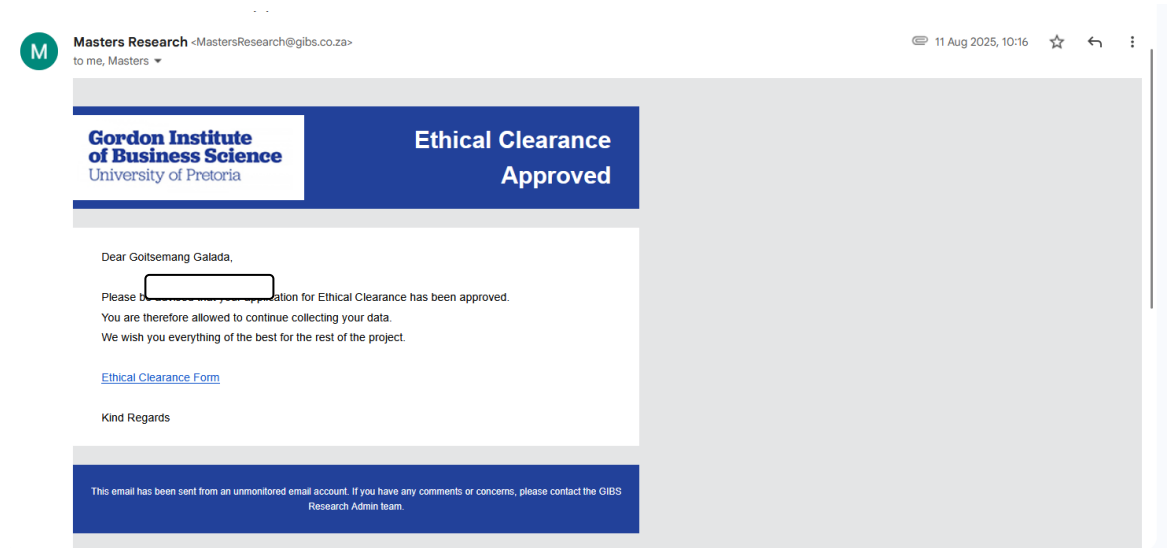 M
Masters Research <MastersResearch@gibs.co.za>
11 Aug 2025, 10:16
to me, Masters
Gordon Institute
of Business Science
University of Pretoria
Ethical Clearance
Approved
Dear Goitsemang Galada,
Please that your for Ethical Clearance has been approved.
You are therefore allowed to continue collecting your data.
We wish you everything of the best for the rest of the project.
Ethical Clearance Form
Kind Regards
This email has been sent from an unmonitored email account. If you have any comments or concerns, please contact the GIBS
Research Admin team.